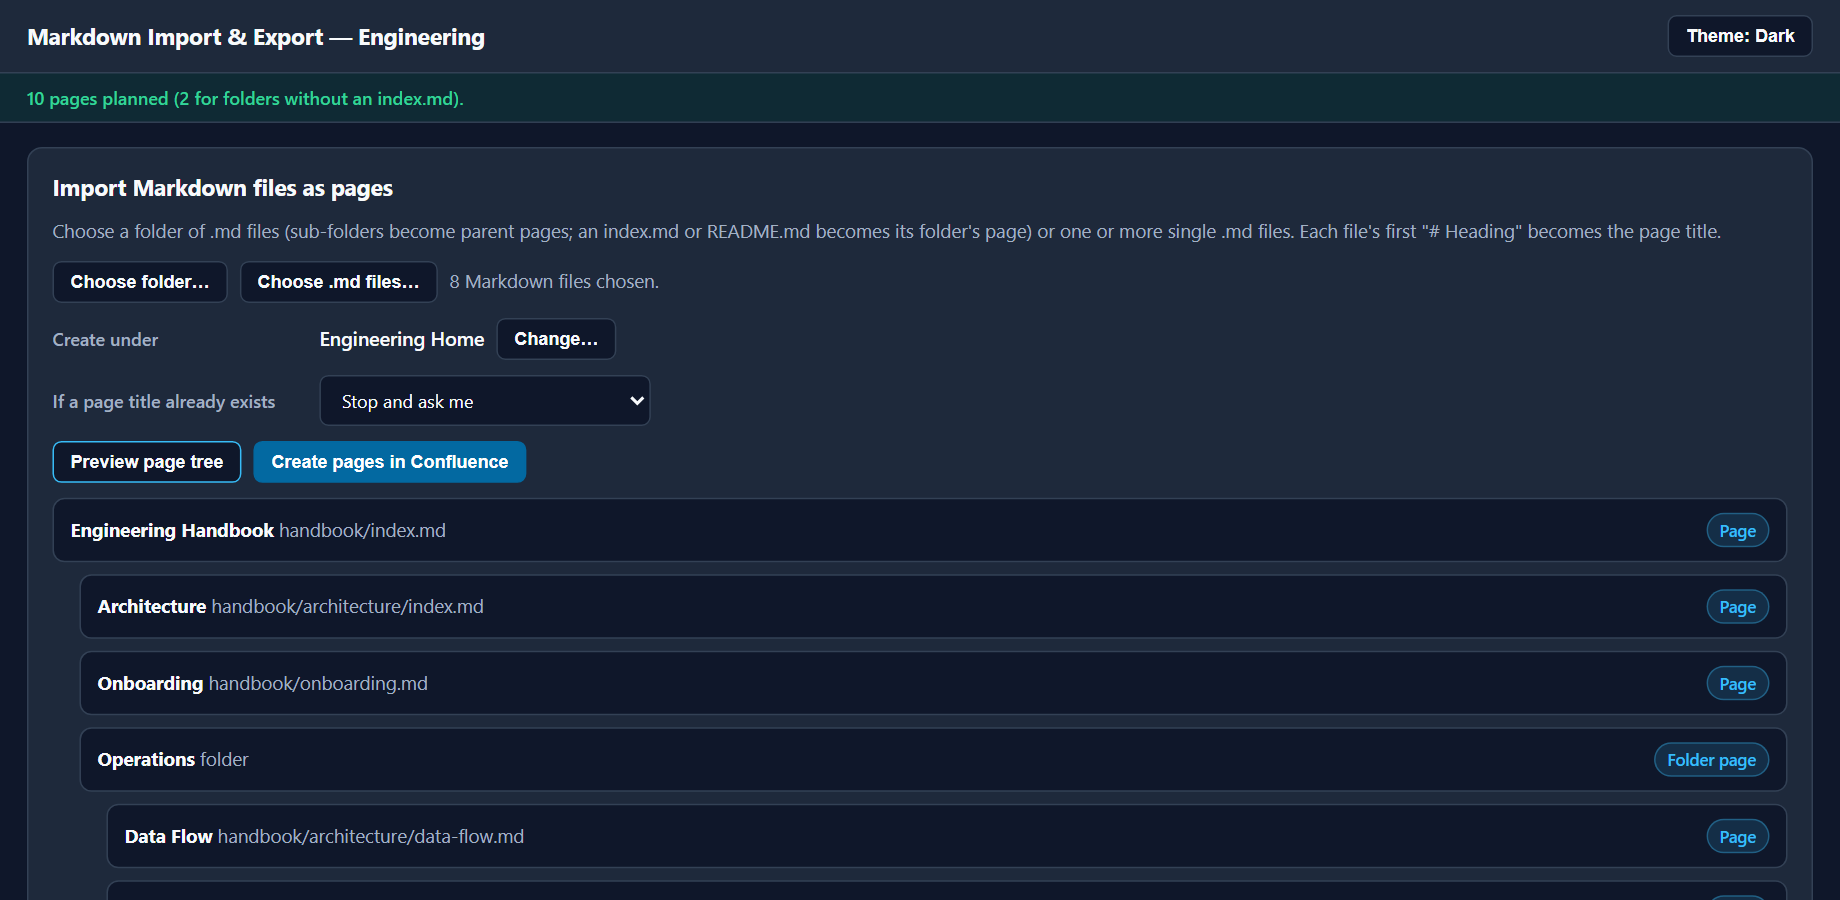 Markdown Import & Export — Engineering
Theme: Dark
10 pages planned (2 for folders without an index.md).
Import Markdown files as pages
Choose a folder of .md files (sub-folders become parent pages; an index.md or README.md becomes its folder's page) or one or more single .md files. Each file's first "# Heading" becomes the page title.
Choose folder... Choose .md files... 8 Markdown files chosen.
Create under Engineering Home Change...
If a page title already exists Stop and ask me
Preview page tree Create pages in Confluence
Engineering Handbook handbook/index.md Page
Architecture handbook/architecture/index.md Page
Onboarding handbook/onboarding.md Page
Operations folder Folder page
Data Flow handbook/architecture/data-flow.md Page